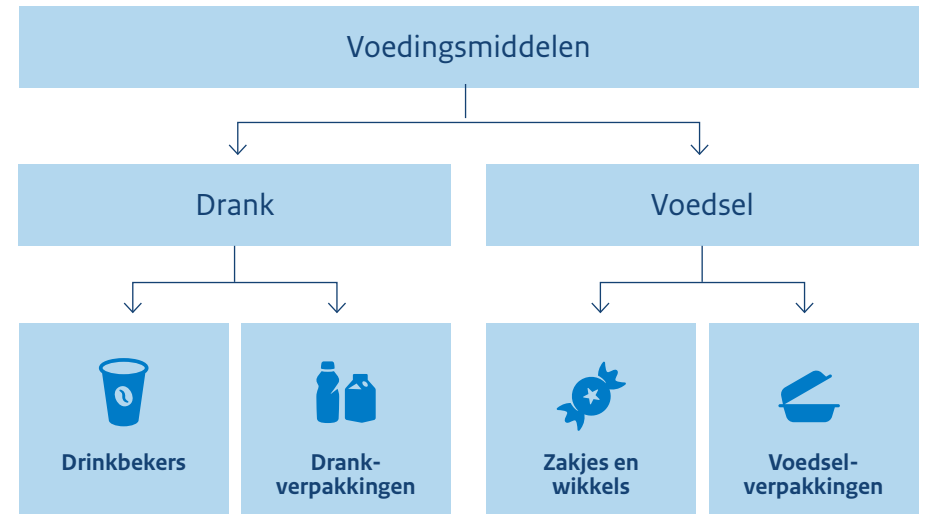 Voedingsmiddelen
Drank
Voedsel
Drinkbekers
Drank-
verpakkingen
Zakjes en
wikkels
Voedsel-
verpakkingen